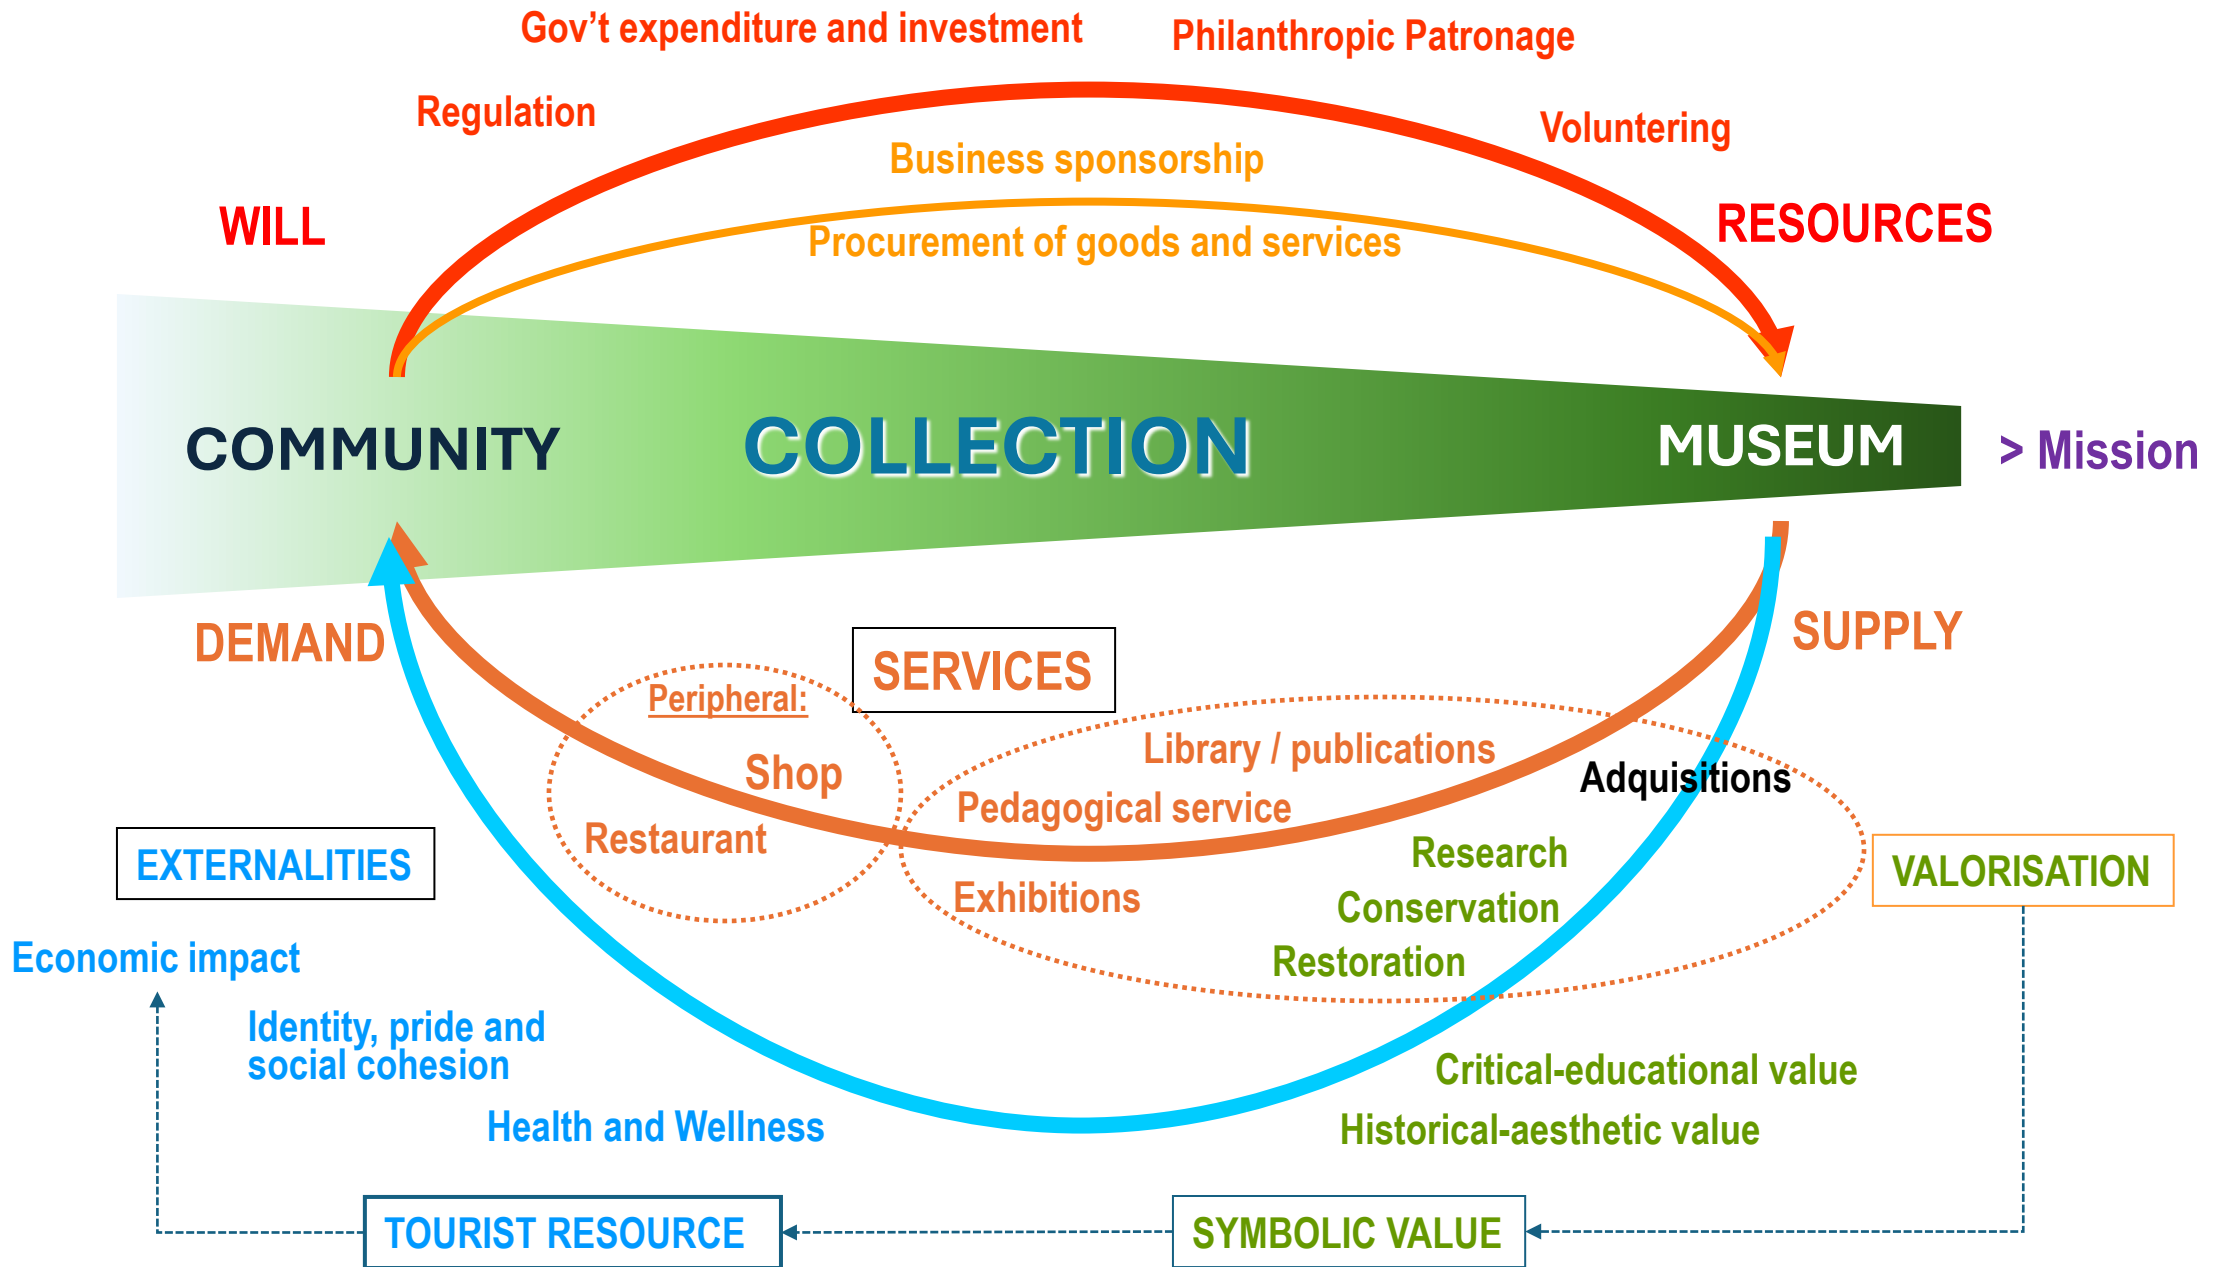 Gov’t expenditure and investment
Philanthropic Patronage
Regulation
Voluntering
Business sponsorship
WILL
RESOURCES
Procurement of goods and services
COMMUNITY
COLLECTION
MUSEUM
> Mission
DEMAND
SUPPLY
SERVICES
Peripheral:
Shop
Restaurant
Library / publications
Adquisitions
Pedagogical service
Exhibitions
Research
Conservation
Restoration
EXTERNALITIES
VALORISATION
Economic impact
Identity, pride and
social cohesion
Health and Wellness
Critical-educational value
Historical-aesthetic value
TOURIST RESOURCE
SYMBOLIC VALUE